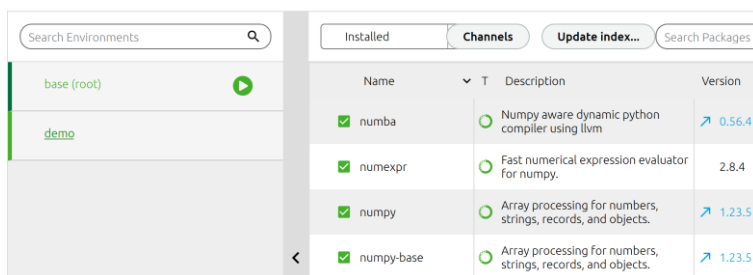 Search Environments
Installed
Channels
Update index...
Search Packages
base (root)
demo
Name T Description Version
numba Numpy aware dynamic python compiler using llvm 0.56.4
numexpr Fast numerical expression evaluator for numpy. 2.8.4
numpy Array processing for numbers, strings, records, and objects. 1.23.5
numpy-base Array processing for numbers, strings, records, and objects. 1.23.5